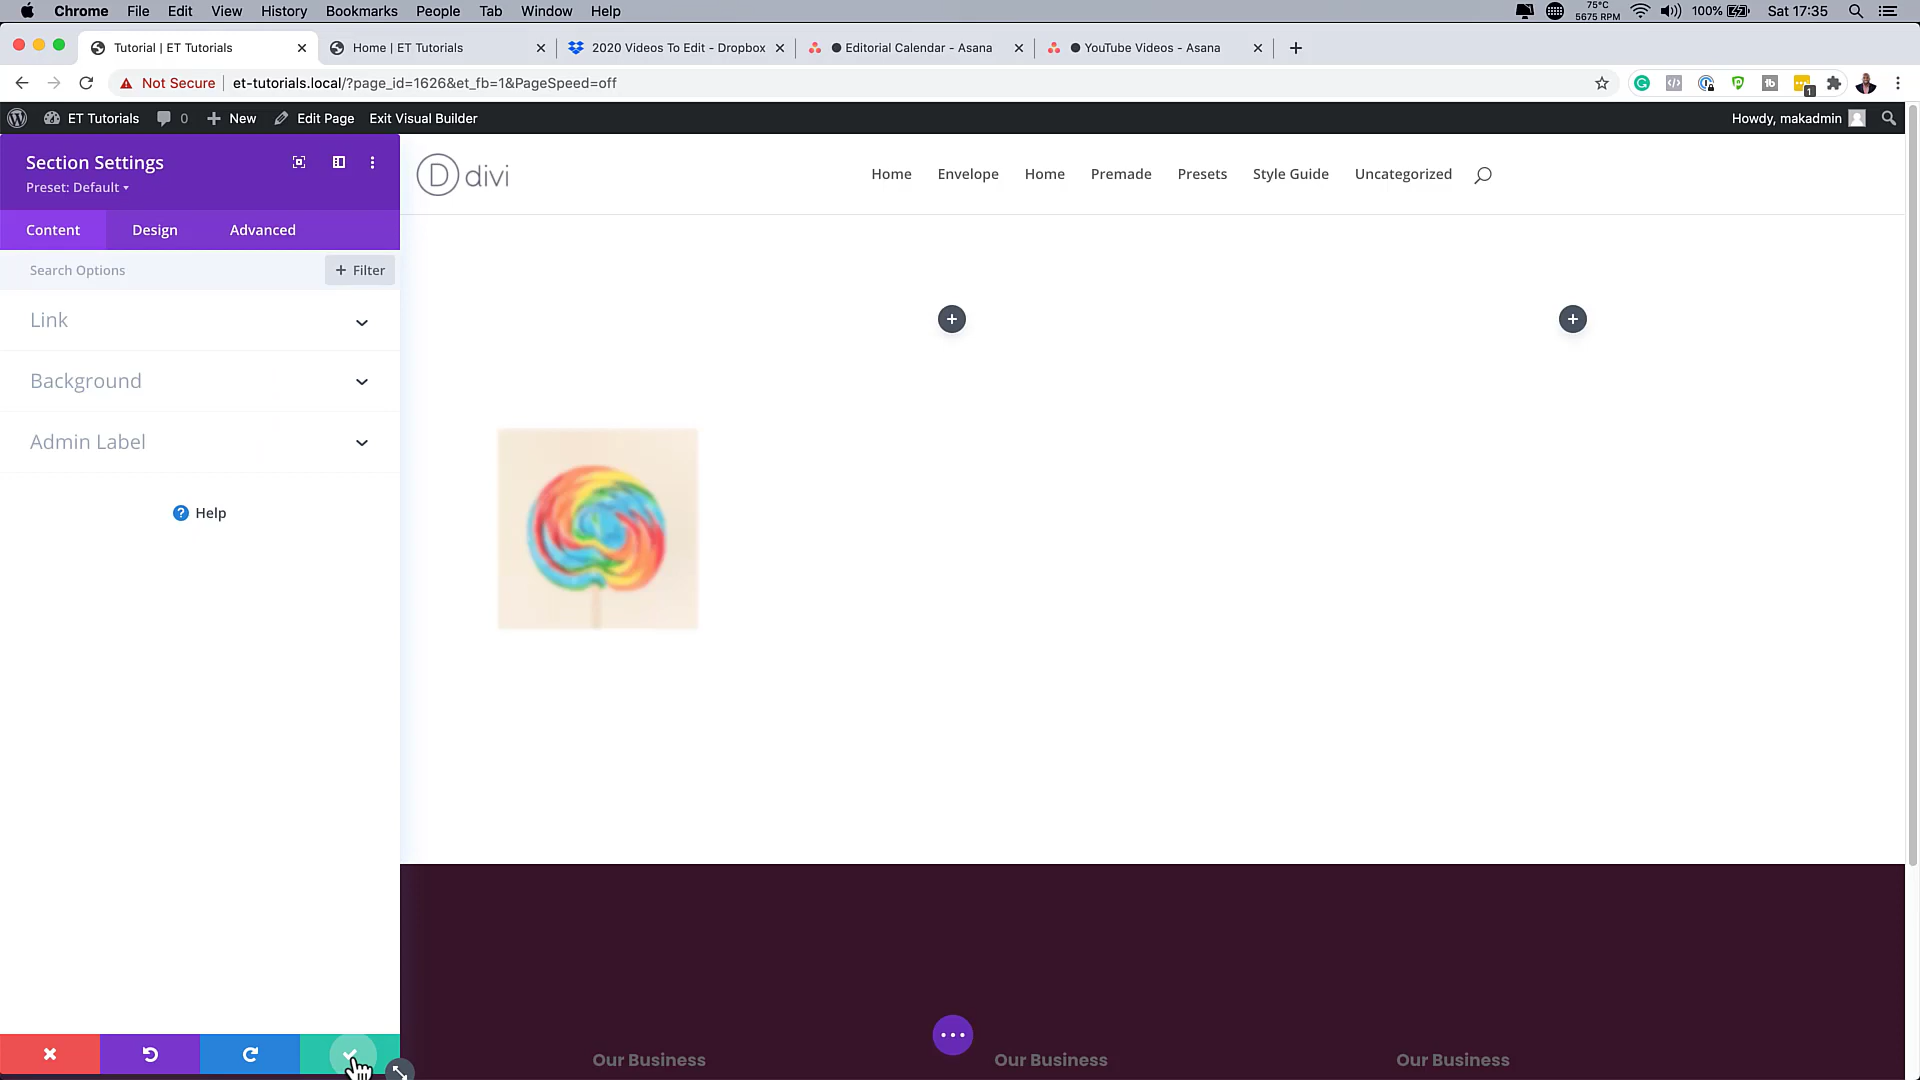 Chrome File Edit View History Bookmarks People Tab Window Help 75°C 5675 RPM 100% Sat 17:35
Tutorial | ET Tutorials Home | ET Tutorials 2020 Videos To Edit - Dropbox Editorial Calendar - Asana YouTube Videos - Asana
Not Secure et-tutorials.local/?page_id=1626&et_fb=1&PageSpeed=off 1
ET Tutorials 0 New Edit Page Exit Visual Builder Howdy, makadmin
Section Settings
Preset: Default
Content Design Advanced
Search Options + Filter
Link
Background
Admin Label
? Help
D divi Home Envelope Home Premade Presets Style Guide Uncategorized
Our Business Our Business Our Business